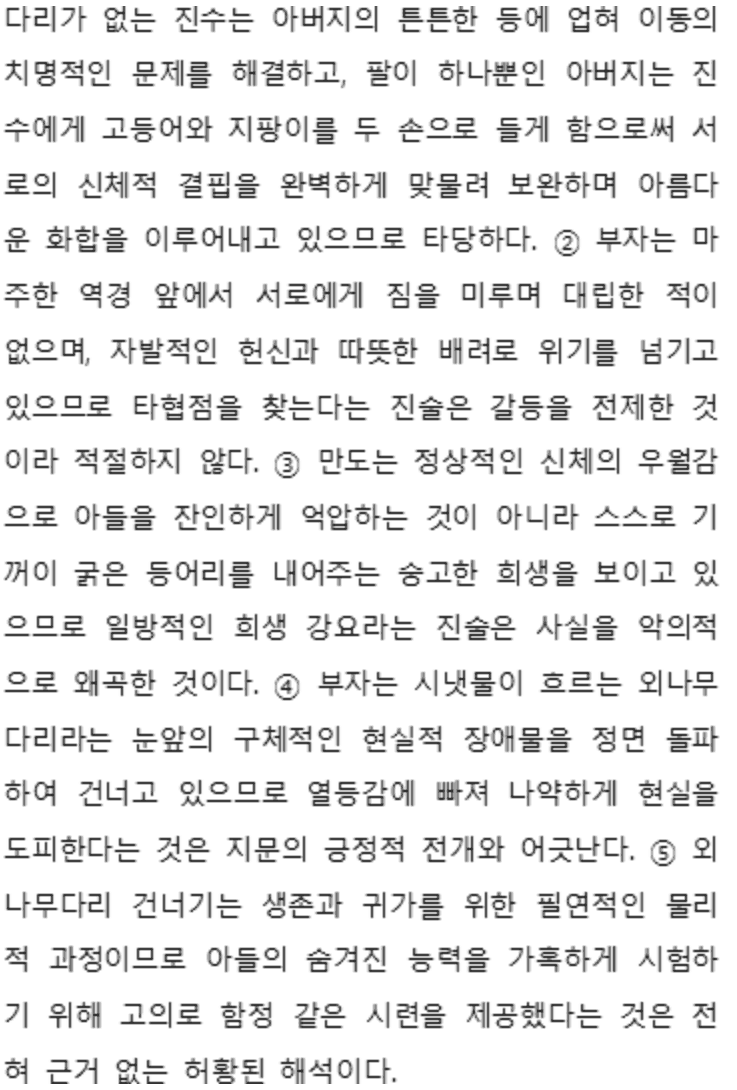 다리가 없는 진수는 아버지의 튼튼한 등에 업혀 이동의
치명적인 문제를 해결하고, 팔이 하나뿐인 아버지는 진
수에게 고등어와 지팡이를 두 손으로 들게 함으로써 서
로의 신체적 결핍을 완벽하게 맞물려 보완하며 아름다
운 화합을 이루어내고 있으므로 타당하다. ② 부자는 마
주한 역경 앞에서 서로에게 짐을 미루며 대립한 적이
없으며, 자발적인 헌신과 따뜻한 배려로 위기를 넘기고
있으므로 타협점을 찾는다는 진술은 갈등을 전제한 것
이라 적절하지 않다. ③ 만도는 정상적인 신체의 우월감
으로 아들을 잔인하게 억압하는 것이 아니라 스스로 기
꺼이 굵은 등어리를 내어주는 숭고한 희생을 보이고 있
으므로 일방적인 희생 강요라는 진술은 사실을 악의적
으로 왜곡한 것이다. ④ 부자는 시냇물이 흐르는 외나무
다리라는 눈앞의 구체적인 현실적 장애물을 정면 돌파
하여 건너고 있으므로 열등감에 빠져 나약하게 현실을
도피한다는 것은 지문의 긍정적 전개와 어긋난다. ⑤ 외
나무다리 건너기는 생존과 귀가를 위한 필연적인 물리
적 과정이므로 아들의 숨겨진 능력을 가혹하게 시험하
기 위해 고의로 함정 같은 시련을 제공했다는 것은 전
혀 근거 없는 허황된 해석이다.